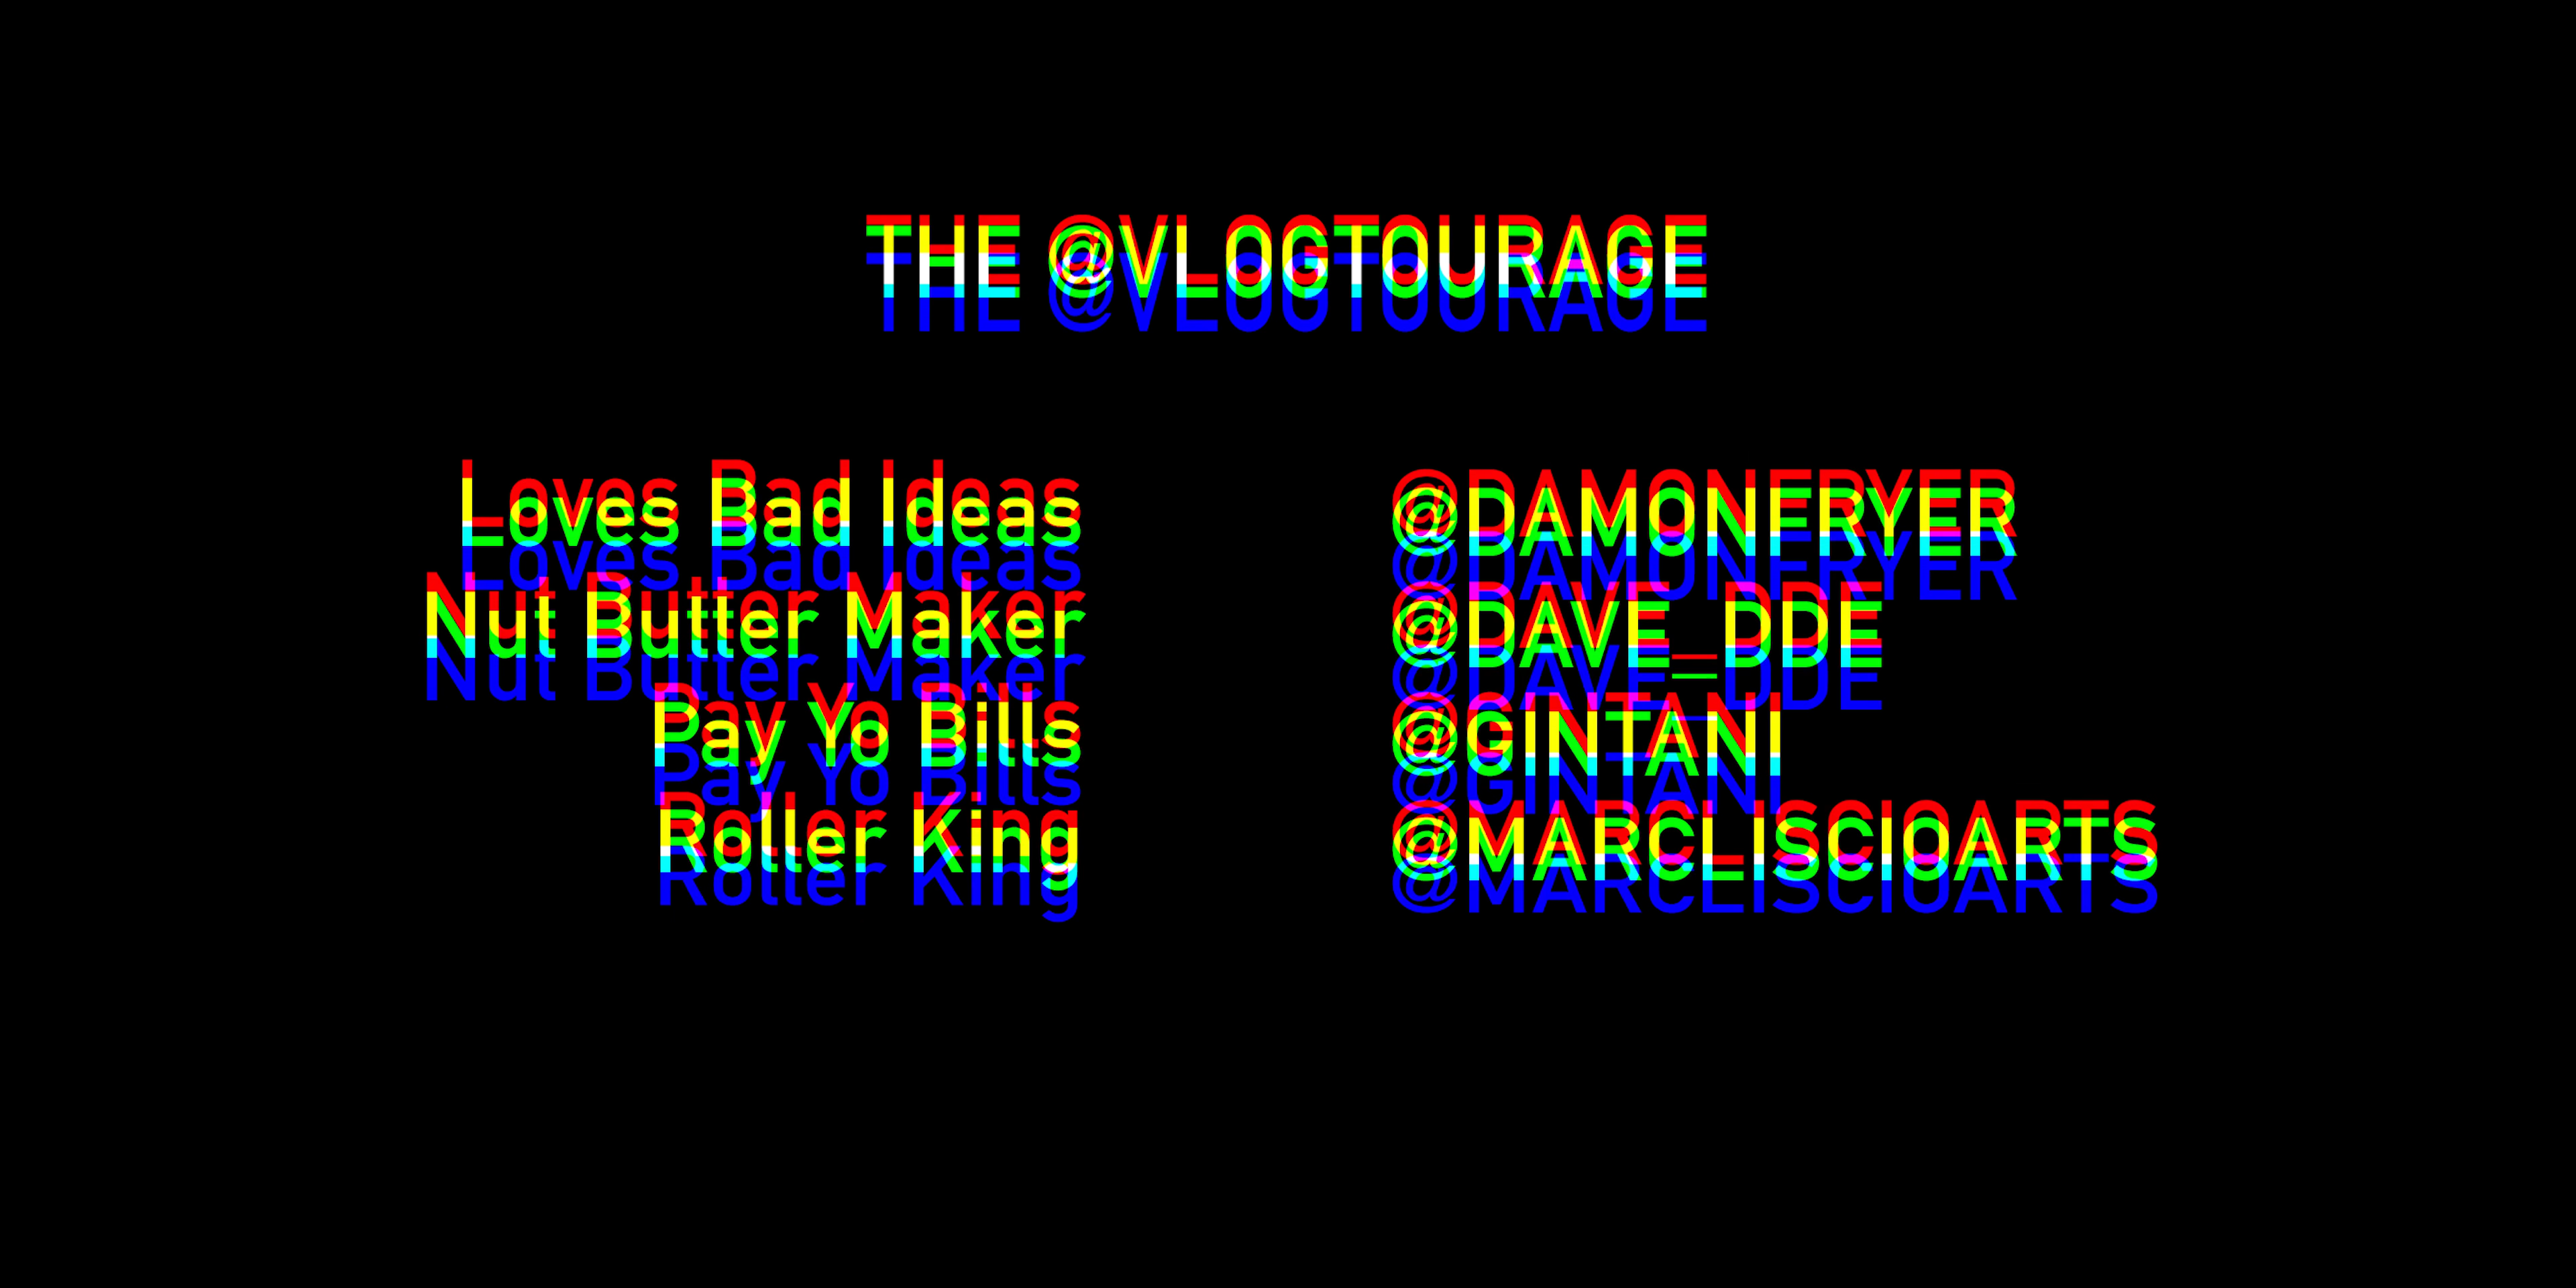 THE @VLOGTOURAGE
Loves Bad Ideas @DAMONFRYER
Nut Butter Maker @DAVE_DDE
Pay Yo Bills @GINTANI
Roller King @MARCLISCIOARTS